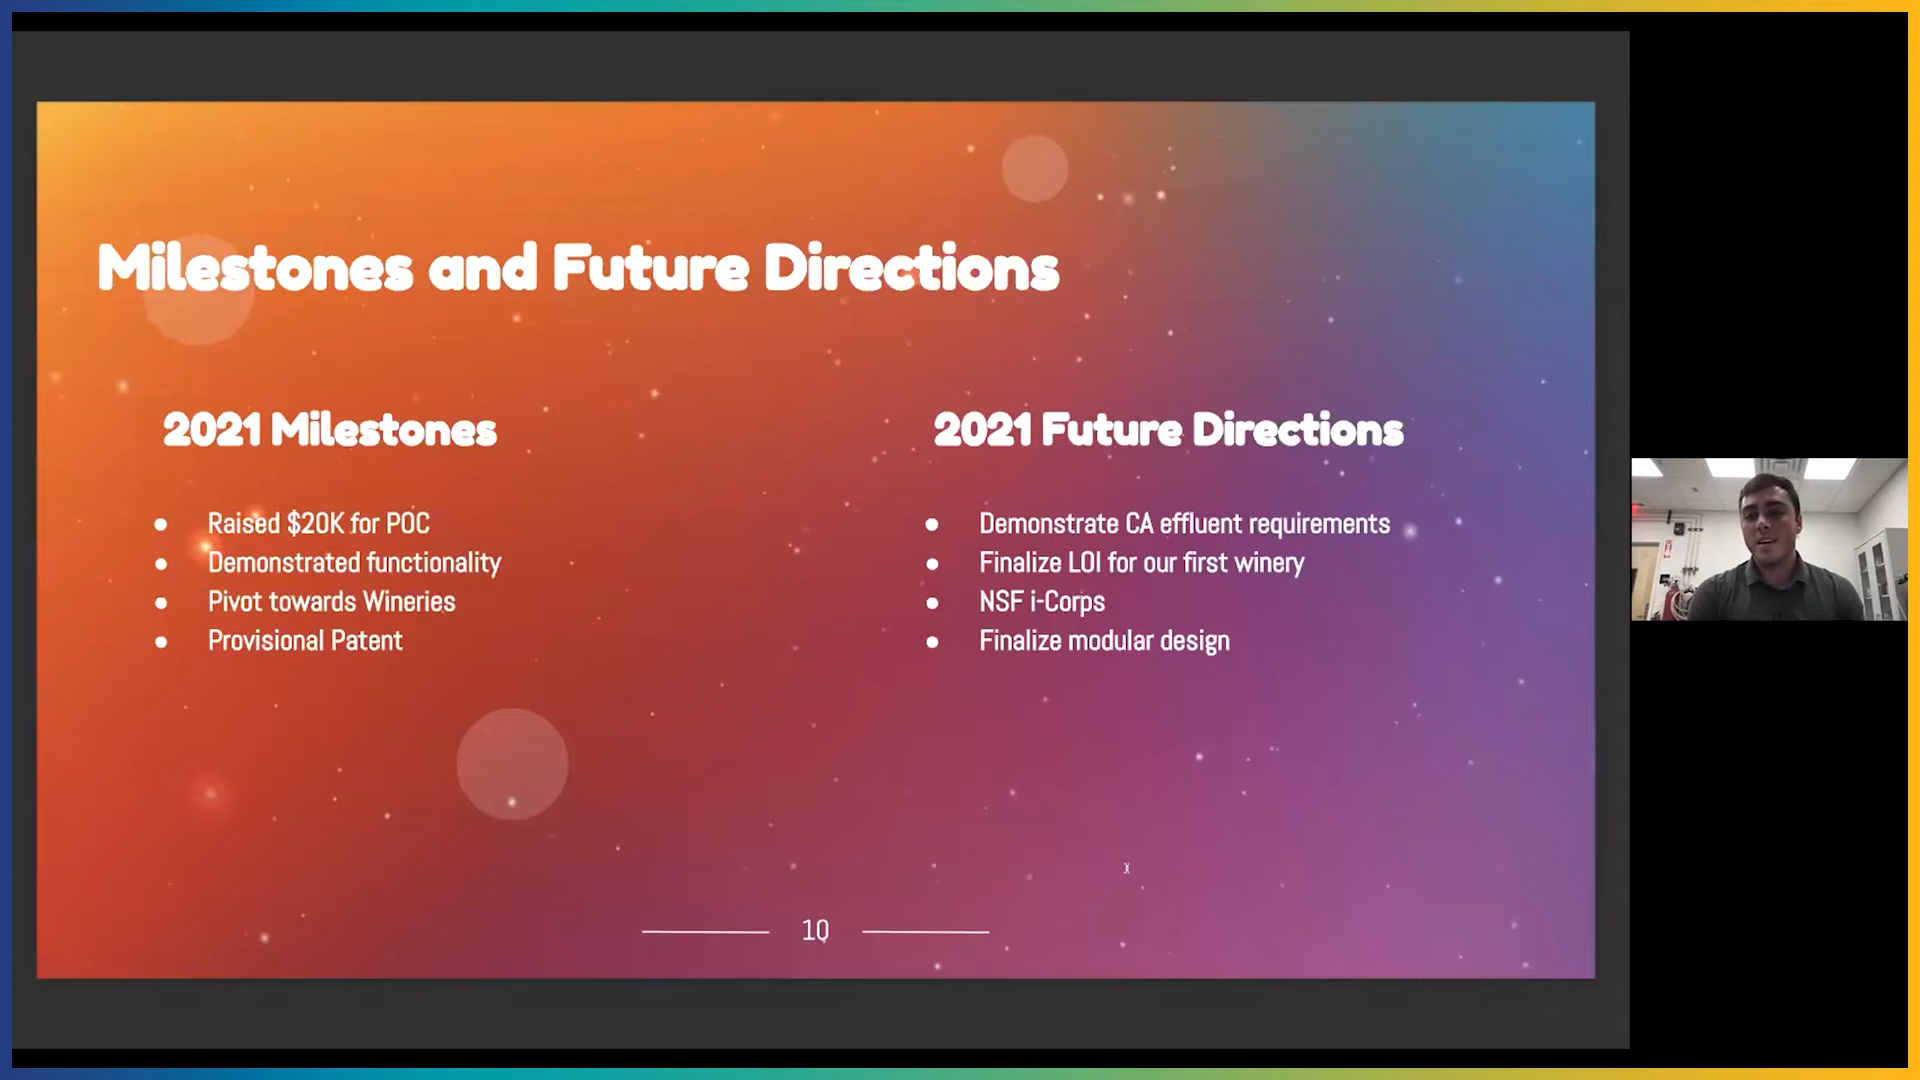 Milestones and Future Directions
2021 Milestones
Raised $20K for POC
Demonstrated functionality
Pivot towards Wineries
Provisional Patent
2021 Future Directions
Demonstrate CA effluent requirements
Finalize LOI for our first winery
NSF i-Corps
Finalize modular design
10